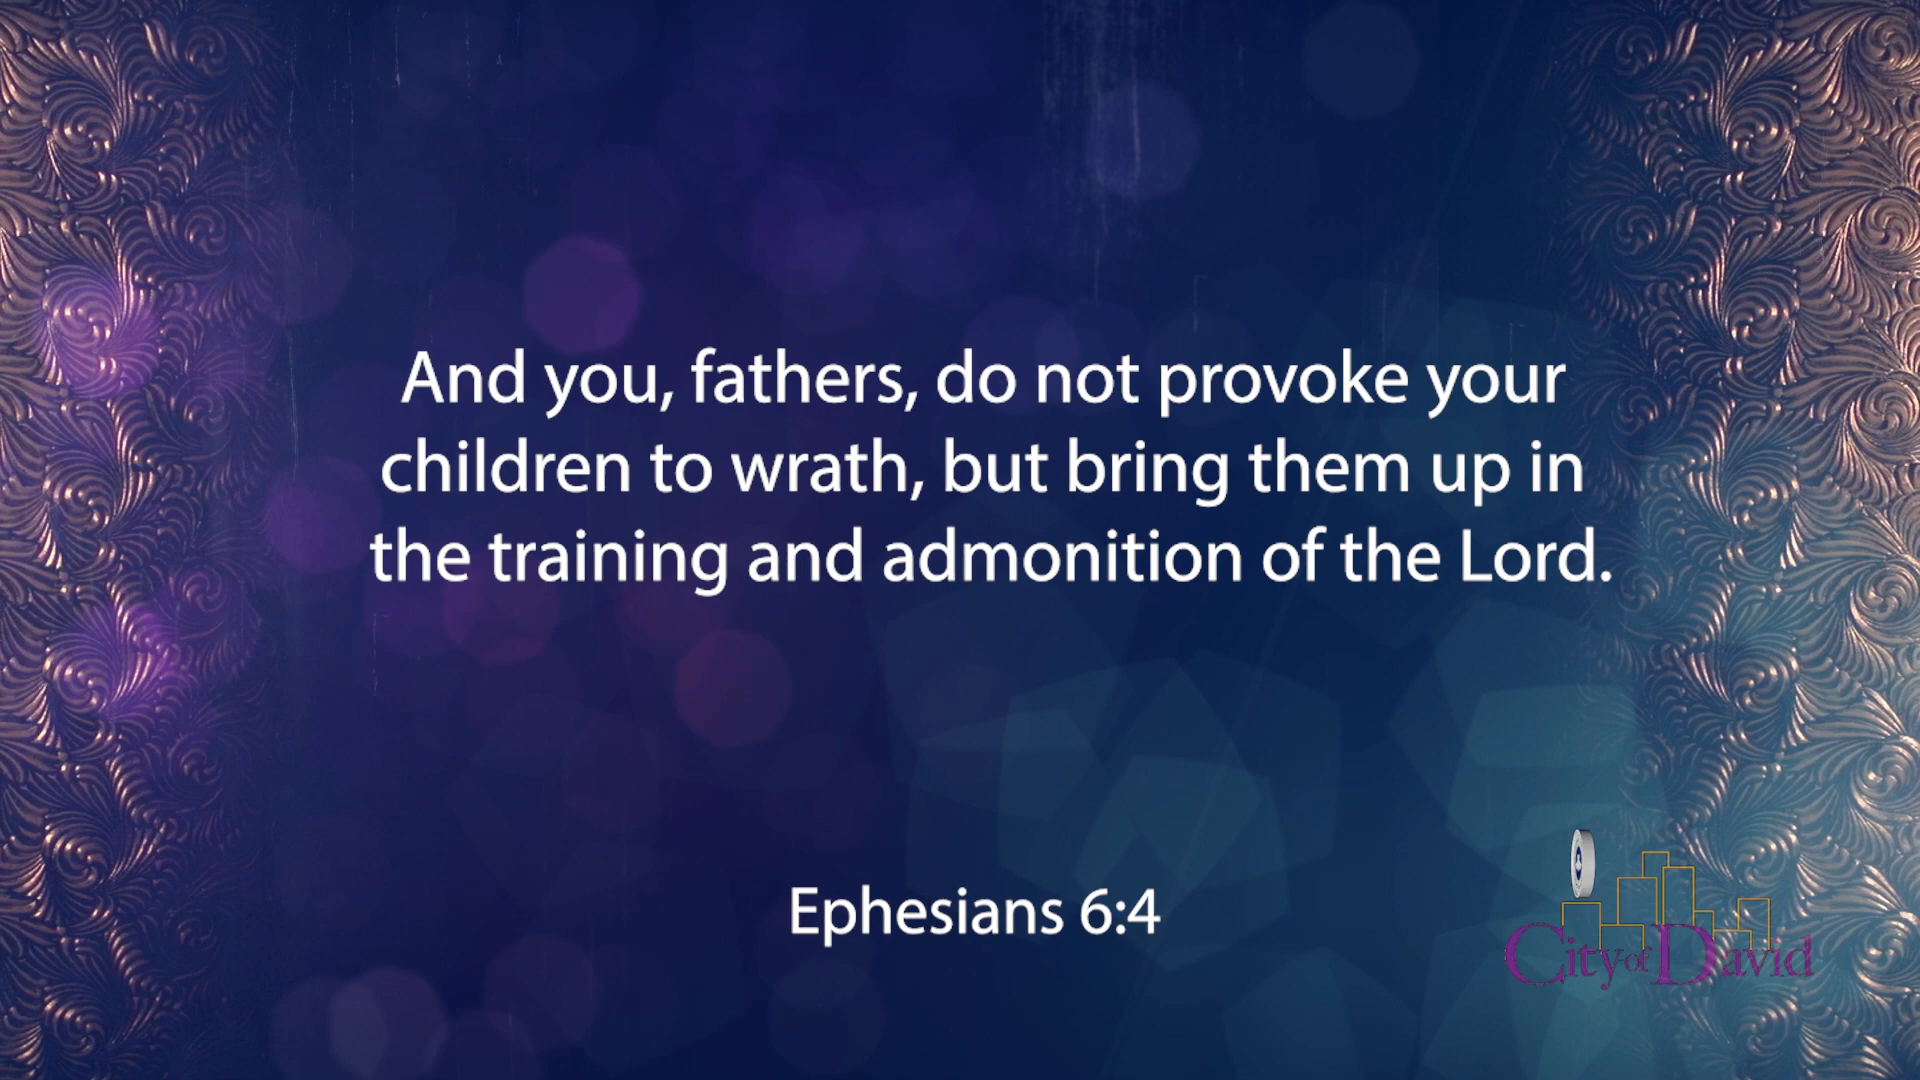 And you, fathers, do not provoke your
children to wrath, but bring them up in
the training and admonition of the Lord.
Ephesians 6:4
City of David